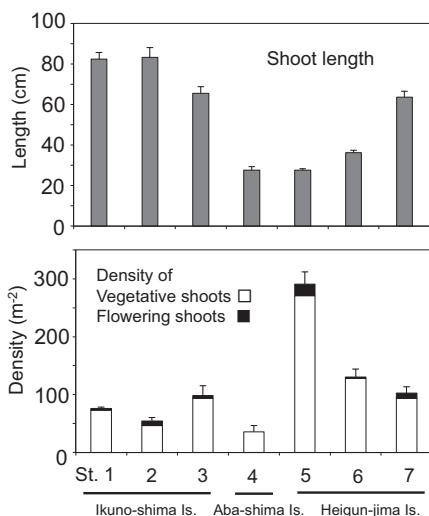 100
80
60
40
20
0
Length (cm)
Shoot length
300
200
100
0
Density (m-2)
Density of
Vegetative shoots
Flowering shoots
St. 1 2 3 4 5 6 7
Ikuno-shima Is. Aba-shima Is. Heigun-jima Is.